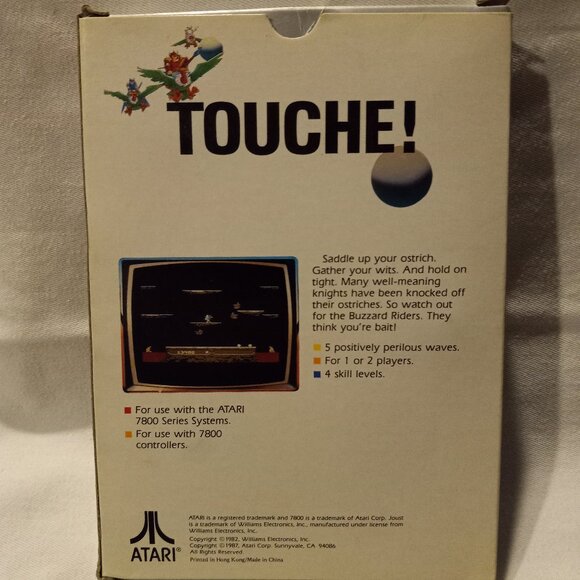 TOUCHE!
Saddle up your ostrich.
Gather your wits. And hold on
tight. Many well-meaning
knights have been knocked off
their ostriches. So watch out
for the Buzzard Riders. They
think you're bait!
5 positively perilous waves.
For 1 or 2 players.
4 skill levels.
For use with the ATARI
7800 Series Systems.
For use with 7800
controllers.
ATARI®
ATARI is a registered trademark and 7800 is a trademark of Atari Corp. Joust
is a trademark of Williams Electronics, Inc., manufactured under license from
Williams Electronics, Inc.
Copyright © 1982, Williams Electronics, Inc.
Copyright © 1987, Atari Corp. Sunnyvale, CA 94086
All Rights Reserved
Printed in Hong Kong/Made in China